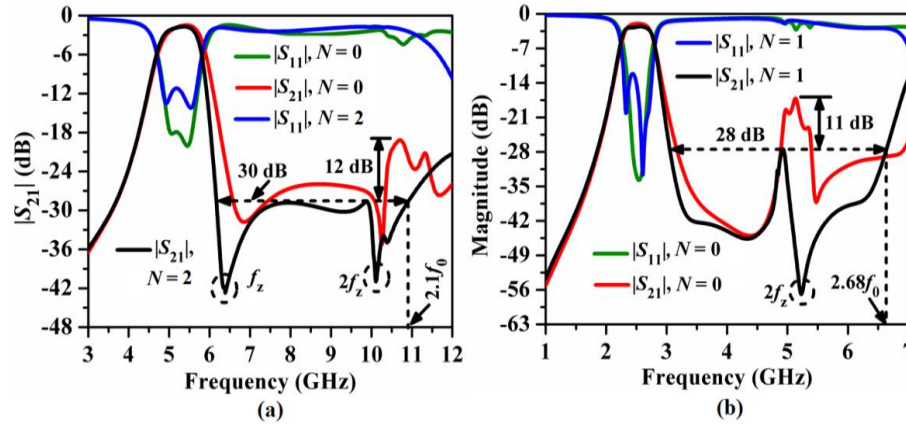 |S21| (dB)
0
-6
-12
-18
-24
-30
-36
-42
-48
|S11|, N = 0
|S21|, N = 0
|S11|, N = 2
30 dB
12 dB
|S21|,
N = 2
fz
2fz
2.1f0
3 4 5 6 7 8 9 10 11 12
Frequency (GHz)
(a)
Magnitude (dB)
0
-7
-14
-21
-28
-35
-42
-49
-56
-63
|S11|, N = 1
|S21|, N = 1
28 dB
11 dB
|S11|, N = 0
|S21|, N = 0
2fz
2.68f0
1 2 3 4 5 6 7
Frequency (GHz)
(b)